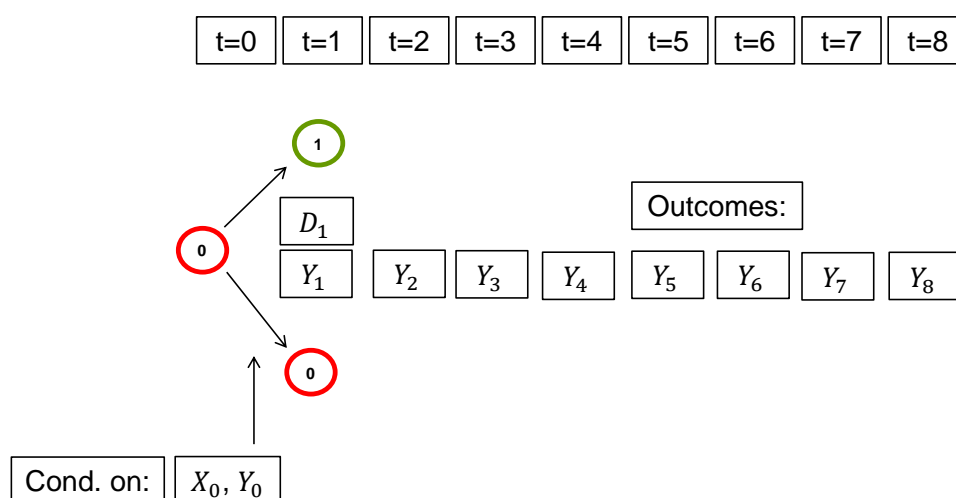 t=0 t=1 t=2 t=3 t=4 t=5 t=6 t=7 t=8
1
D₁ Outcomes:
0
Y₁ Y₂ Y₃ Y₄ Y₅ Y₆ Y₇ Y₈
0
Cond. on: X₀, Y₀